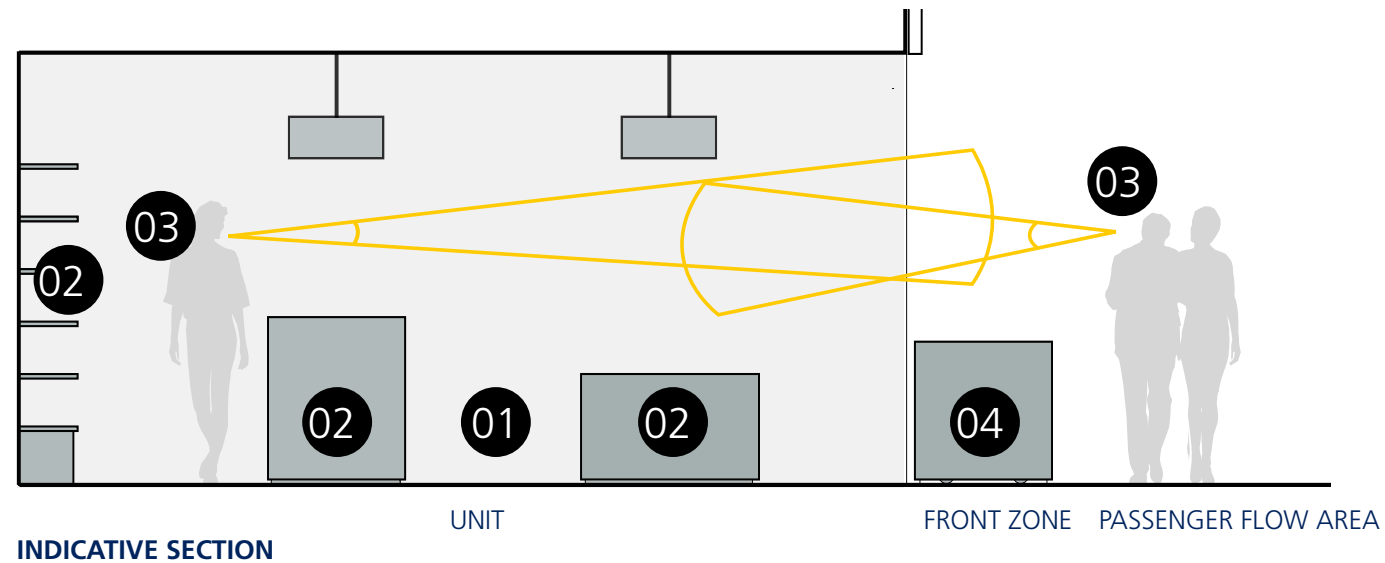 03
03
02
02
01
02
04
UNIT
FRONT ZONE
PASSENGER FLOW AREA
INDICATIVE SECTION